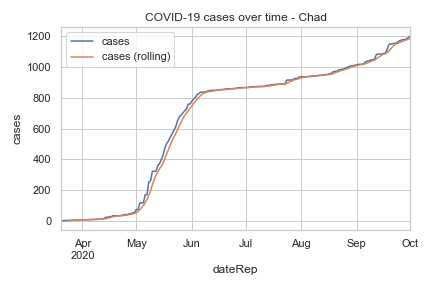 COVID-19 cases over time - Chad
cases
cases (rolling)
1200
1000
800
600
400
200
0
cases
Apr
2020
May
Jun
Jul
Aug
Sep
Oct
dateRep